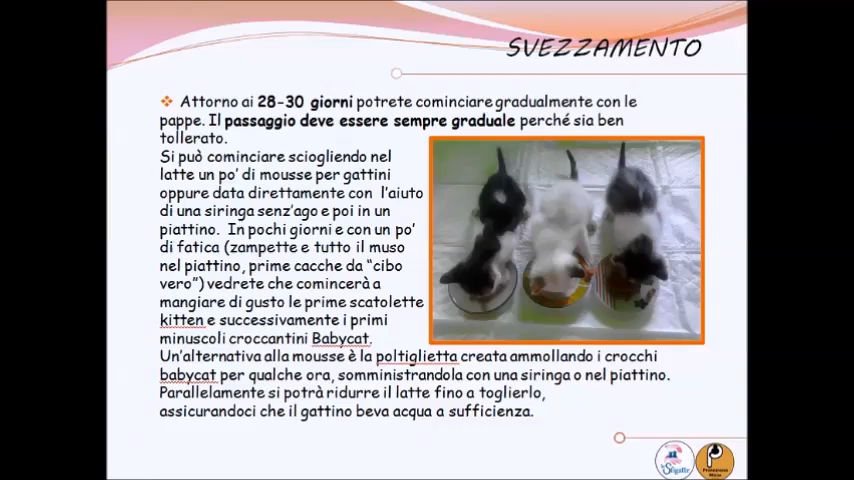 SVEZZAMENTO
❖ Attorno ai 28-30 giorni potrete cominciare gradualmente con le
pappe. Il passaggio deve essere sempre graduale perché sia ben
tollerato.
Si può cominciare sciogliendo nel
latte un po' di mousse per gattini
oppure data direttamente con l'aiuto
di una siringa senz'ago e poi in un
piattino. In pochi giorni e con un po'
di fatica (zampette e tutto il muso
nel piattino, prime cacche da "cibo
vero") vedrete che comincerà a
mangiare di gusto le prime scatolette
kitten e successivamente i primi
minuscoli croccantini Babycat.
Un'alternativa alla mousse è la poltiglietta creata ammollando i crocchi
babycat per qualche ora, somministrandola con una siringa o nel piattino.
Parallelamente si potrà ridurre il latte fino a toglierlo,
assicurandoci che il gattino beva acqua a sufficienza.
Sfigatte